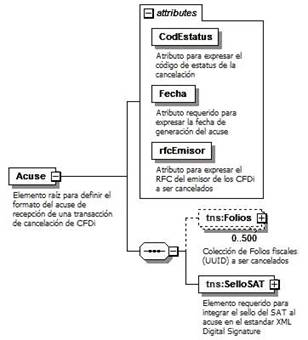 attributes
CodEstatus
Atributo para expresar el
código de estatus de la
cancelación
Fecha
Atributo requerido para
expresar la fecha de
generación del acuse
rfcEmisor
Atributo para expresar el
RFC del emisor de los CFDi
a ser cancelados
Acuse
Elemento raíz para definir el
formato del acuse de
recepción de una transacción
de cancelación de CFDi
tns:Folios
0..500
Colección de Folios fiscales
(UUID) a ser cancelados
tns:SelloSAT
Elemento requerido para
integrar el sello del SAT al
acuse en el estandar XML
Digital Signature